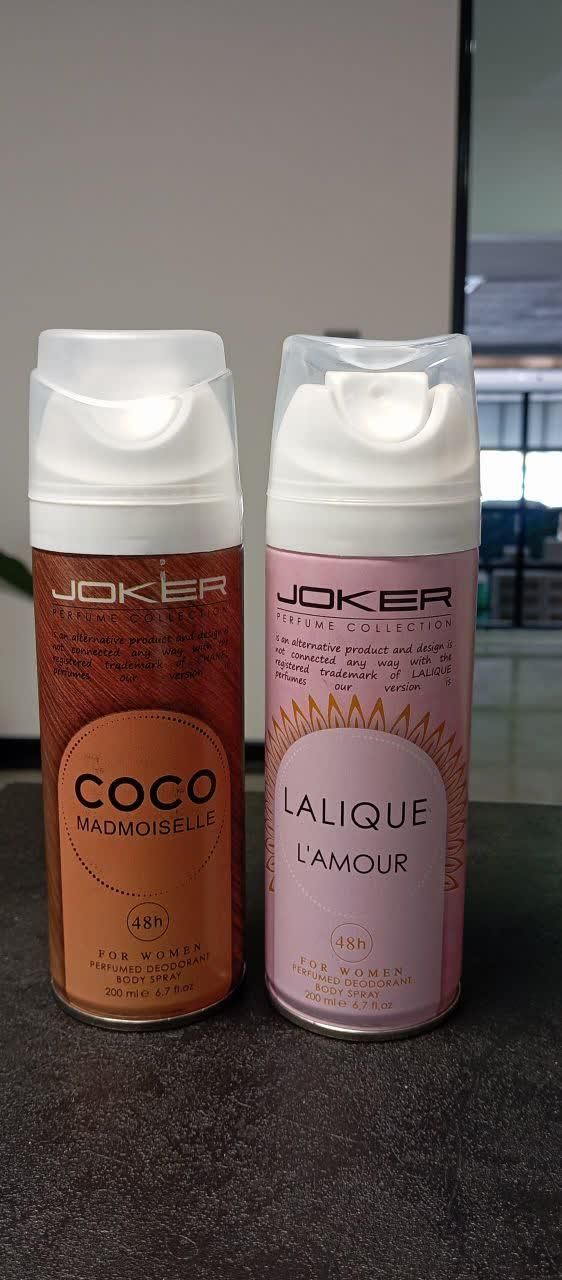 JOKER
PERFUME COLLECTION
is an alternative product and design is
not connected any way with the
registered trademark of CHANEL
perfumes our version is
COCO
MADMOISELLE
48h
FOR WOMEN
PERFUMED DEODORANT
BODY SPRAY
200 ml e 6,7 fl.oz
JOKER
PERFUME COLLECTION
is an alternative product and design is
not connected any way with the
registered trademark of LALIQUE
perfumes our version is
LALIQUE
L'AMOUR
48h
FOR WOMEN
PERFUMED DEODORANT
BODY SPRAY
200 ml e 6,7 fl.oz